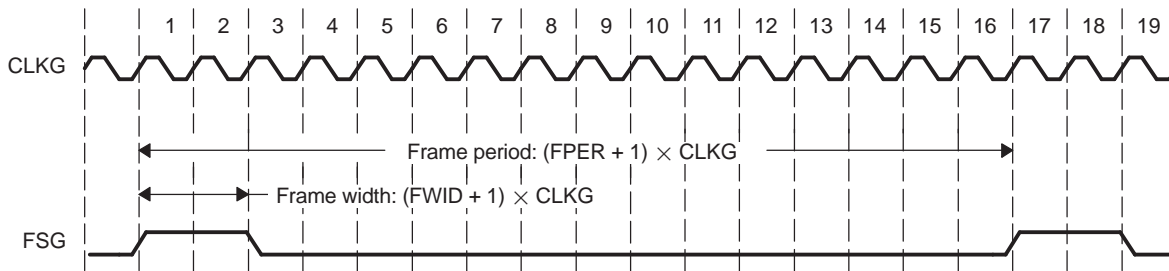 1 2 3 4 5 6 7 8 9 10 11 12 13 14 15 16 17 18 19
CLKG
Frame period: (FPER + 1) × CLKG
Frame width: (FWID + 1) × CLKG
FSG